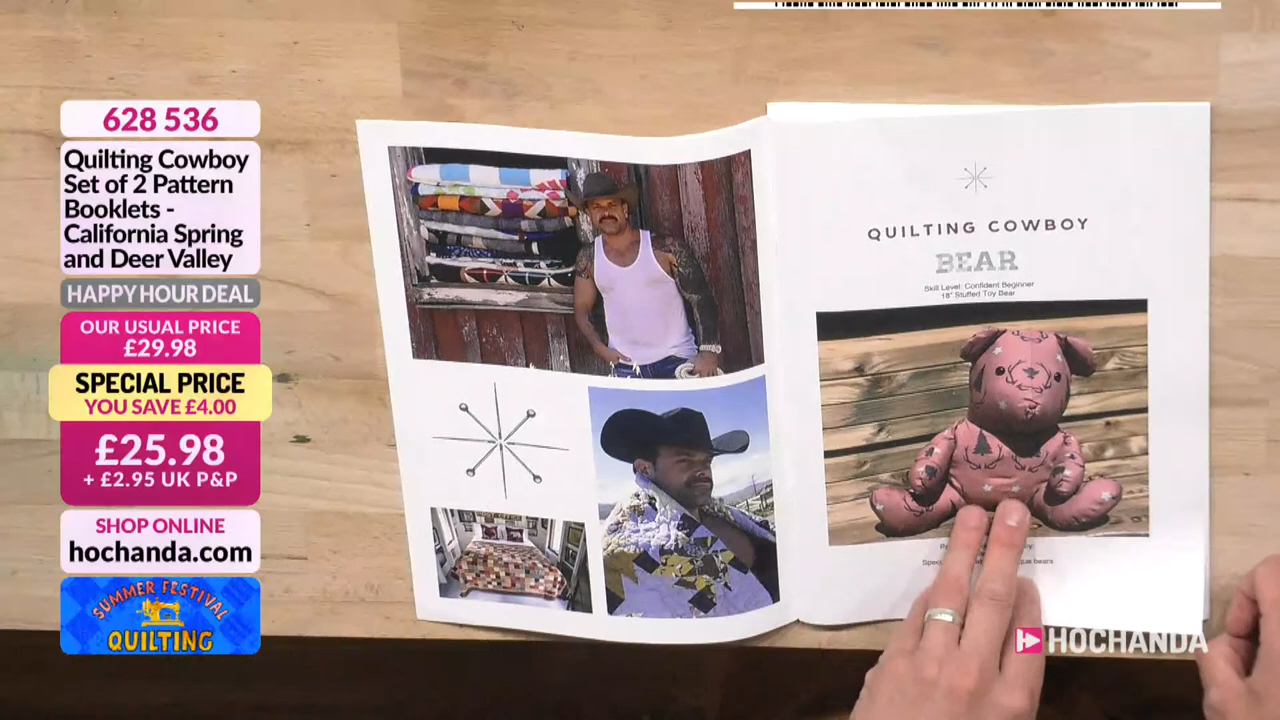 628 536
Quilting Cowboy
Set of 2 Pattern
Booklets -
California Spring
and Deer Valley
HAPPY HOUR DEAL
OUR USUAL PRICE
£29.98
SPECIAL PRICE
YOU SAVE £4.00
£25.98
+ £2.95 UK P&P
SHOP ONLINE
hochanda.com
SUMMER FESTIVAL
QUILTING
QUILTING COWBOY
BEAR
Skill Level: Confident Beginner
18" Stuffed Toy Bear
bears
HOCHANDA